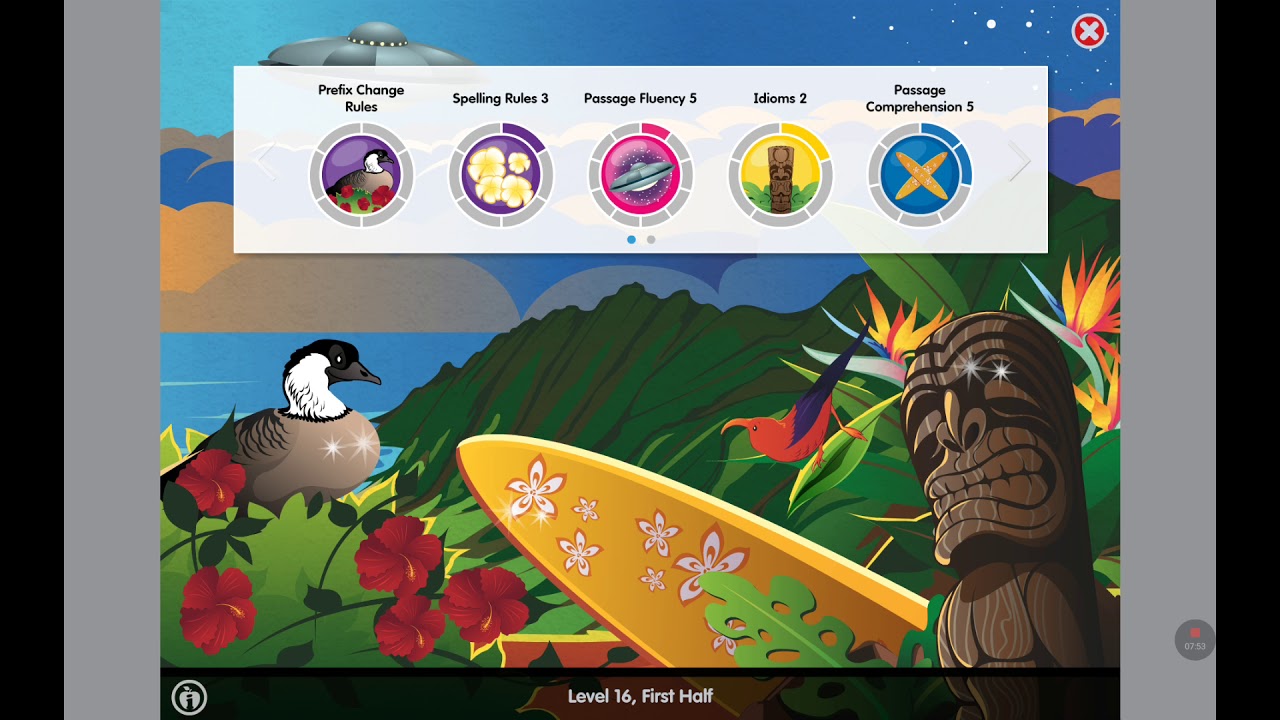 Prefix Change
Rules
Spelling Rules 3
Passage Fluency 5
Idioms 2
Passage
Comprehension 5
07:53
Level 16, First Half